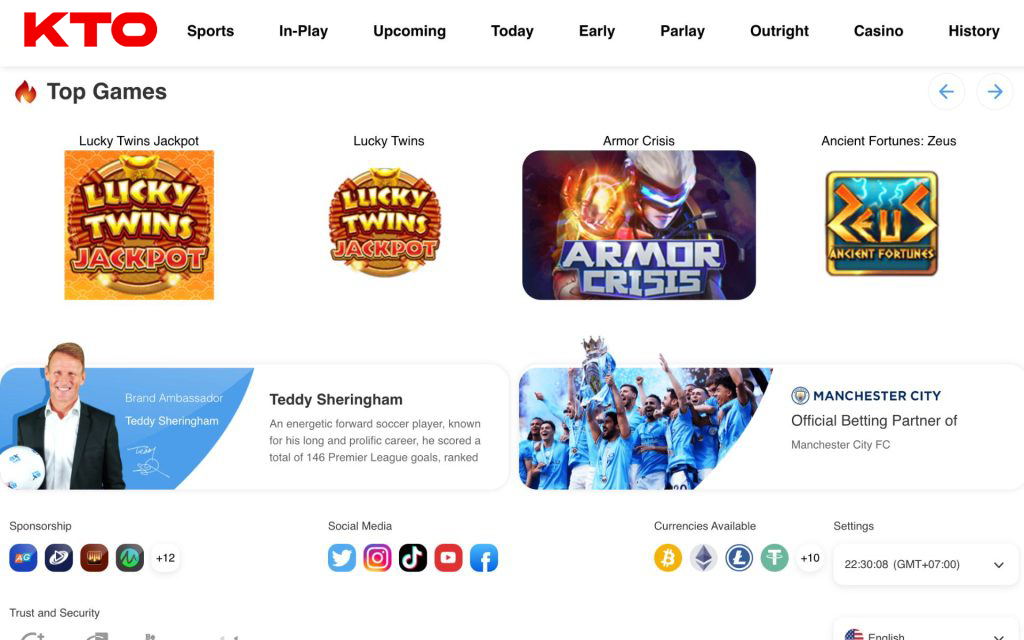 KTO Sports In-Play Upcoming Today Early Parlay Outright Casino History
Top Games
Lucky Twins Jackpot
Lucky Twins
Armor Crisis
Ancient Fortunes: Zeus
LUCKY
TWINS
JACKPOT
LUCKY
TWINS
JACKPOT
ARMOR
CRISIS
ZEUS
ANCIENT FORTUNES
Brand Ambassador
Teddy Sheringham
Teddy Sheringham
An energetic forward soccer player, known
for his long and prolific career, he scored a
total of 146 Premier League goals, ranked
MANCHESTER CITY
Official Betting Partner of
Manchester City FC
Sponsorship
AG
+12
Social Media
Currencies Available
+10
Settings
22:30:08 (GMT+07:00)
Trust and Security
English